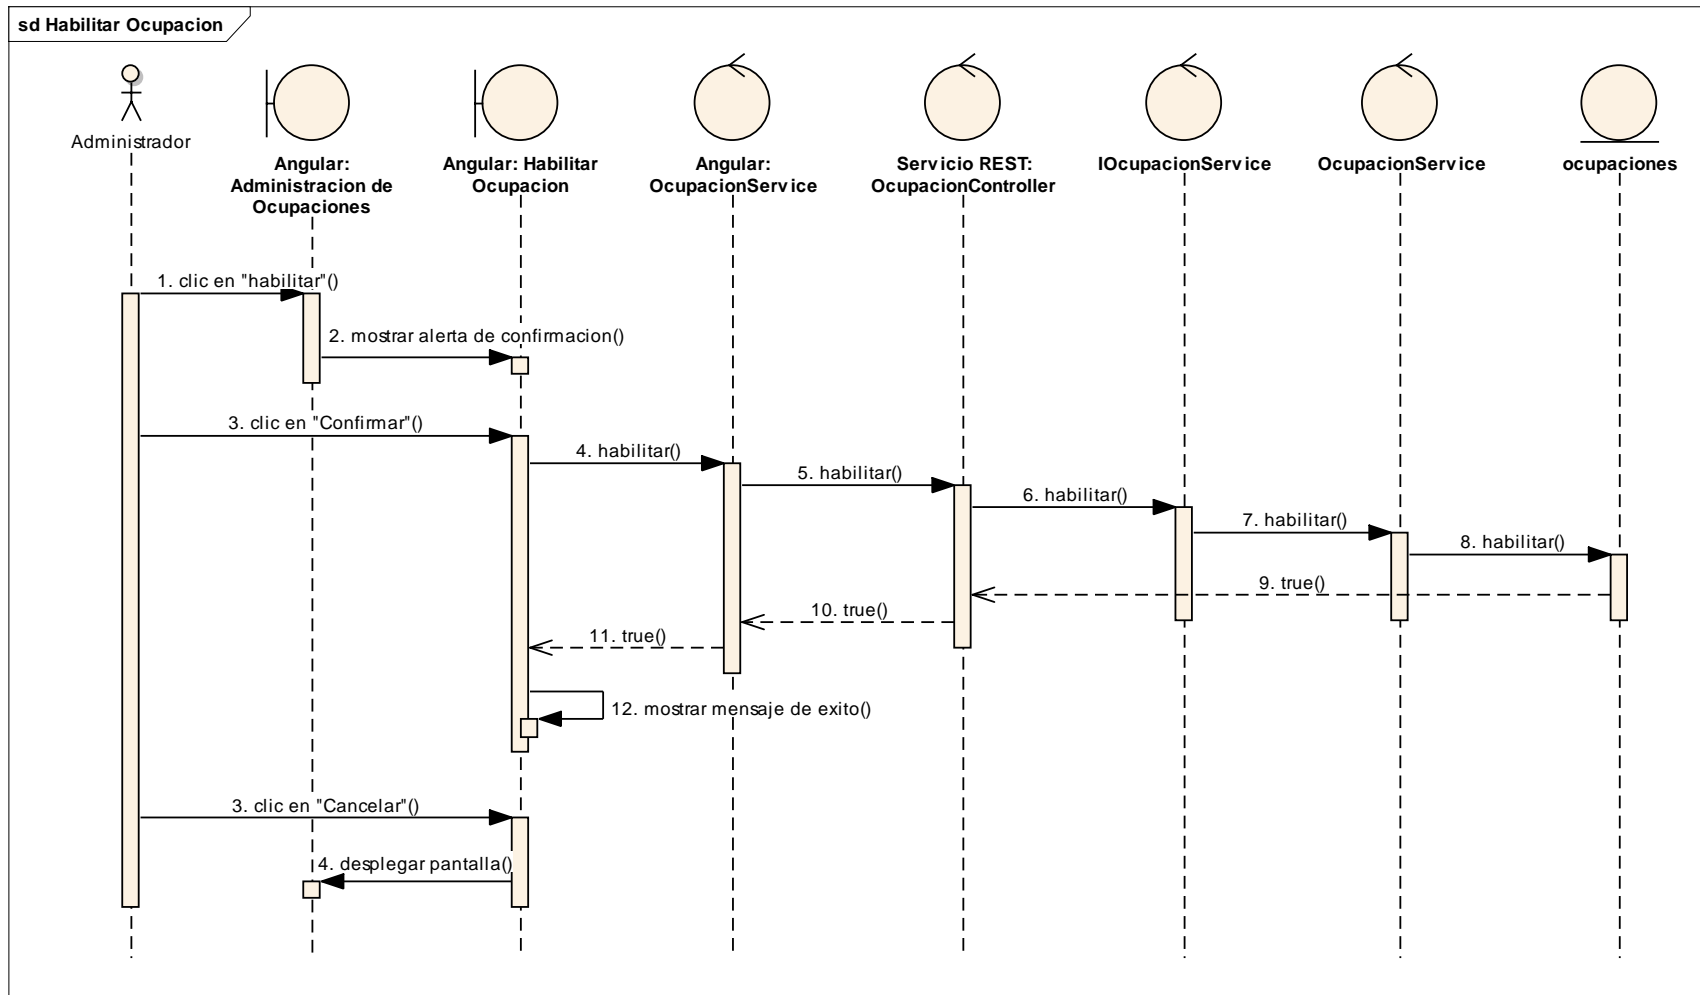 sd Habilitar Ocupacion
Administrador
Angular:
Administracion de
Ocupaciones
Angular: Habilitar
Ocupacion
Angular:
OcupacionService
Servicio REST:
OcupacionController
IOcupacionService
OcupacionService
ocupaciones
1. clic en "habilitar"()
2. mostrar alerta de confirmacion()
3. clic en "Confirmar"()
4. habilitar()
5. habilitar()
6. habilitar()
7. habilitar()
8. habilitar()
9. true()
10. true()
11. true()
12. mostrar mensaje de exito()
3. clic en "Cancelar"()
4. desplegar pantalla()